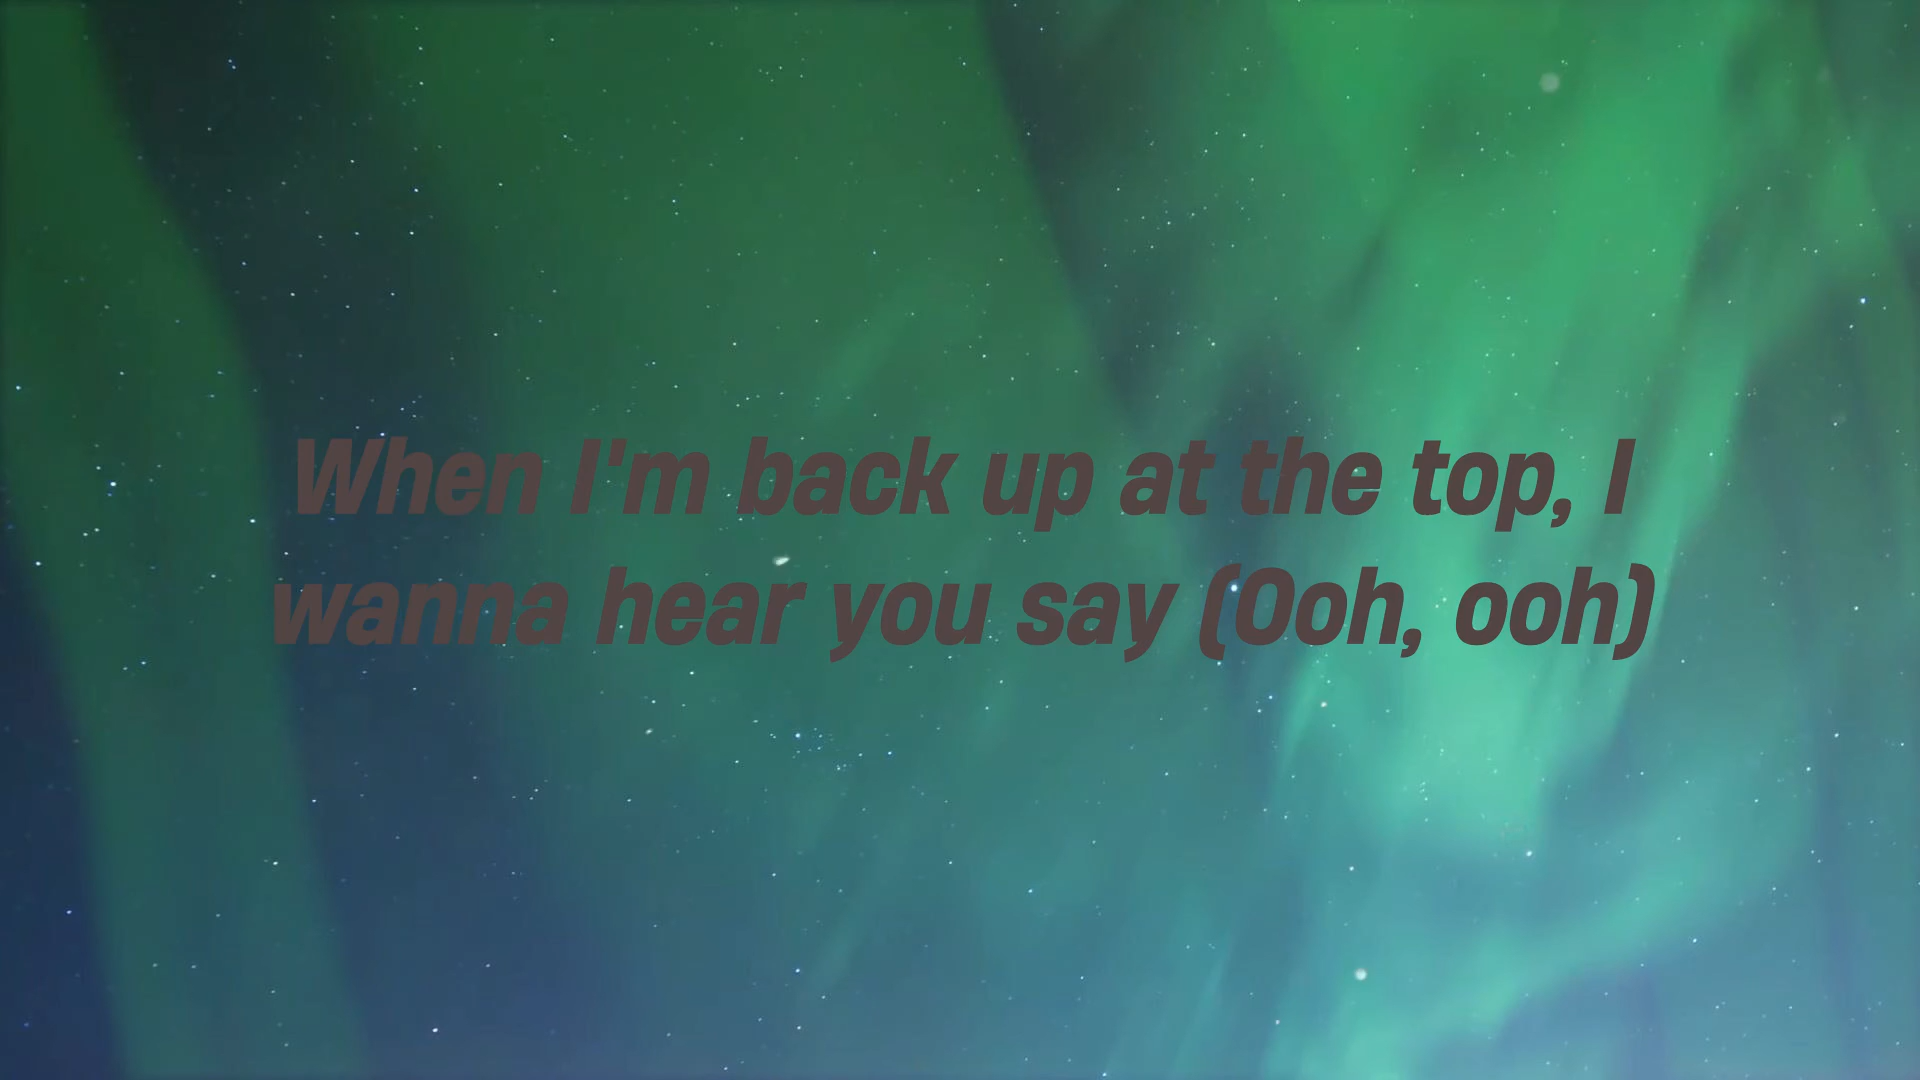 When I'm back up at the top, I
wanna hear you say (Ooh, ooh)